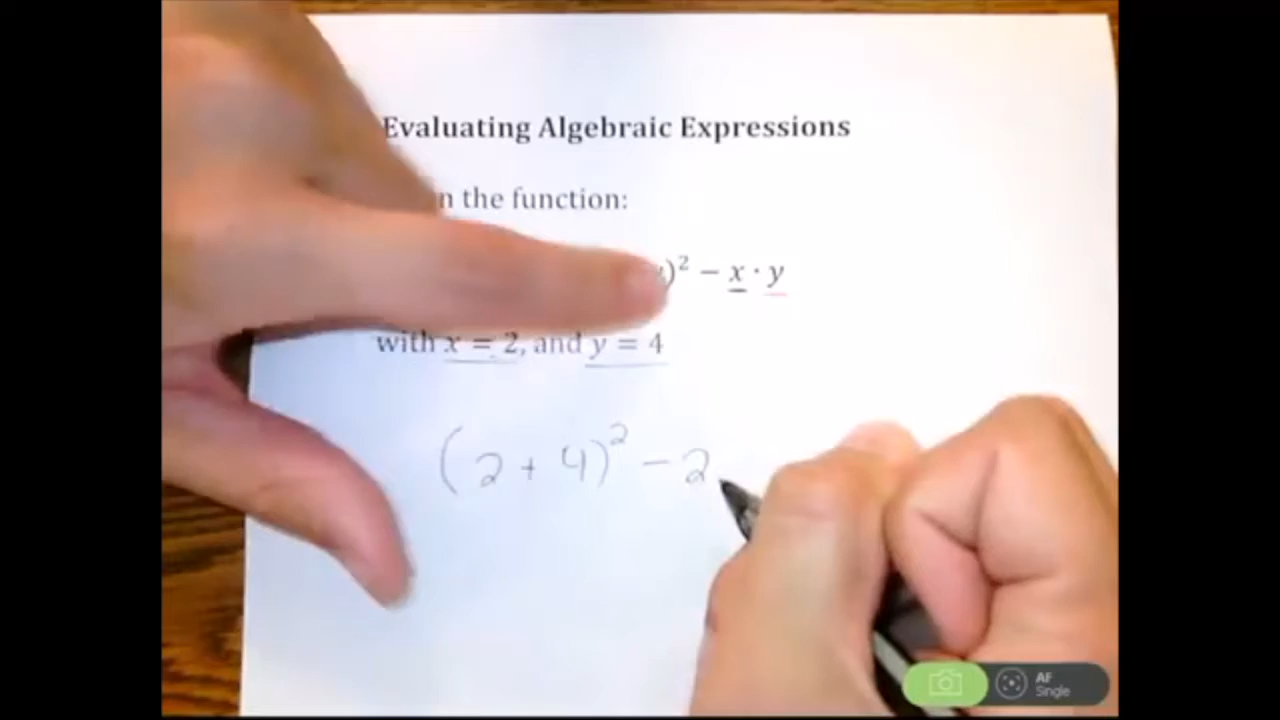 Evaluating Algebraic Expressions
the function:
)² − x · y
with x = 2, and y = 4
(2 + 4)² − 2
AF
Single